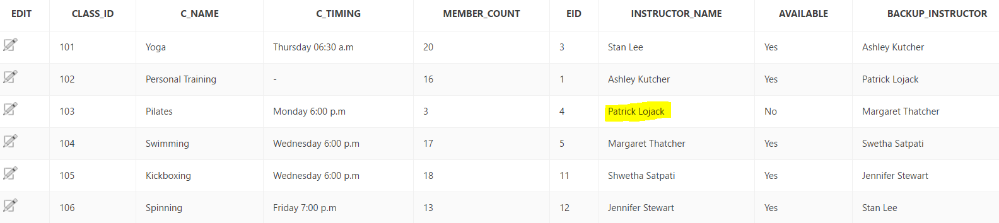 EDIT CLASS_ID C_NAME C_TIMING MEMBER_COUNT EID INSTRUCTOR_NAME AVAILABLE BACKUP_INSTRUCTOR
101 Yoga Thursday 06:30 a.m 20 3 Stan Lee Yes Ashley Kutcher
102 Personal Training - 16 1 Ashley Kutcher Yes Patrick Lojack
103 Pilates Monday 6:00 p.m 3 4 Patrick Lojack No Margaret Thatcher
104 Swimming Wednesday 6:00 p.m 17 5 Margaret Thatcher Yes Swetha Satpati
105 Kickboxing Wednesday 6:00 p.m 18 11 Shwetha Satpati Yes Jennifer Stewart
106 Spinning Friday 7:00 p.m 13 12 Jennifer Stewart Yes Stan Lee